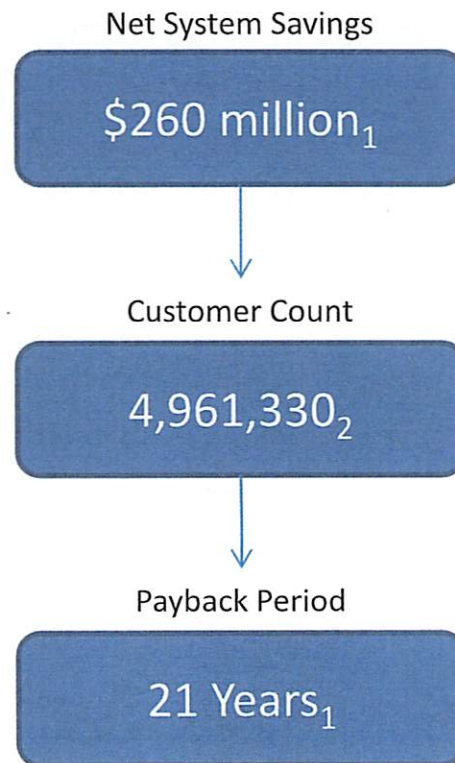 Net System Savings
$260 million₁
Customer Count
4,961,330₂
Payback Period
21 Years₁